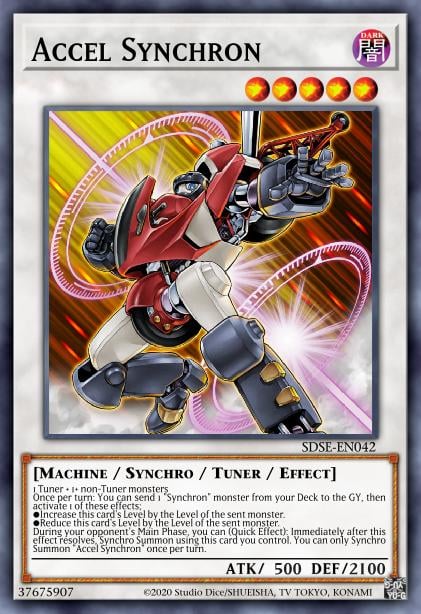 Accel Synchron
DARK
闇
SDSE-EN042
[Machine / Synchro / Tuner / Effect]
1 Tuner + 1+ non-Tuner monsters
Once per turn: You can send 1 "Synchron" monster from your Deck to the GY, then
activate 1 of these effects;
●Increase this card's Level by the Level of the sent monster.
●Reduce this card's Level by the Level of the sent monster.
During your opponent's Main Phase, you can (Quick Effect): Immediately after this
effect resolves, Synchro Summon using this card you control. You can only Synchro
Summon "Accel Synchron" once per turn.
ATK/ 500 DEF/2100
37675907
©2020 Studio Dice/SHUEISHA, TV TOKYO, KONAMI